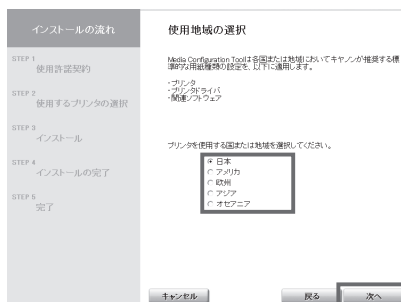 インストールの流れ
STEP 1
使用許諾契約
STEP 2
使用するプリンタの選択
STEP 3
インストール
STEP 4
インストールの完了
STEP 5
完了
使用地域の選択
Media Configuration Toolは各国または地域においてキヤノンが推奨する標
準的な用紙種類の設定を、以下に適用します。
・プリンタ
・プリンタドライバ
・関連ソフトウェア
プリンタを使用する国または地域を選択してください。
日本
アメリカ
欧州
アジア
オセアニア
キャンセル
戻る
次へ